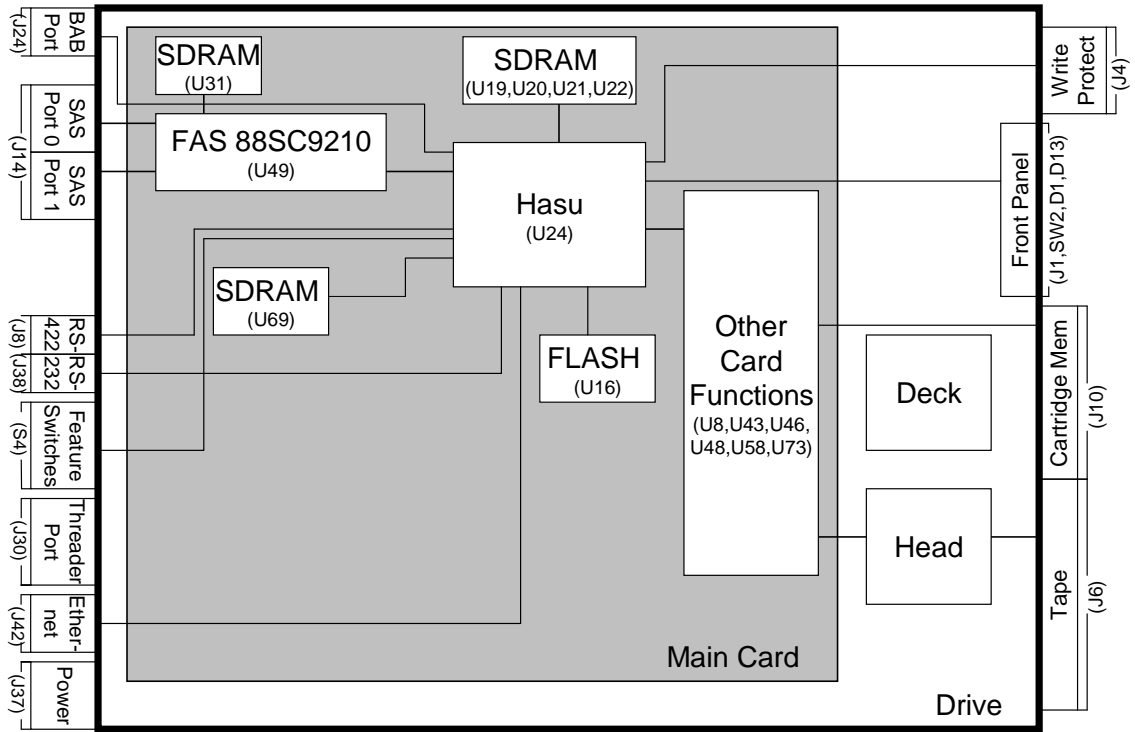 BAB
Port
(J24)
SAS
Port 0
SAS
Port 1
(J14)
RS-
422
(J8)
RS-
232
(J38)
Feature
Switches
(S4)
Threader
Port
(J30)
Ether-
net
(J42)
Power
(J37)
SDRAM
(U31)
SDRAM
(U19,U20,U21,U22)
FAS 88SC9210
(U49)
Hasu
(U24)
SDRAM
(U69)
FLASH
(U16)
Other
Card
Functions
(U8,U43,U46,
U48,U58,U73)
Deck
Head
Main Card
Drive
Write
Protect
(J4)
Front Panel
(J1,SW2,D1,D13)
Cartridge Mem
(J10)
Tape
(J6)